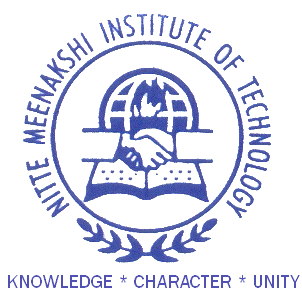 NITTE MEENAKSHI INSTITUTE OF TECHNOLOGY
KNOWLEDGE * CHARACTER * UNITY